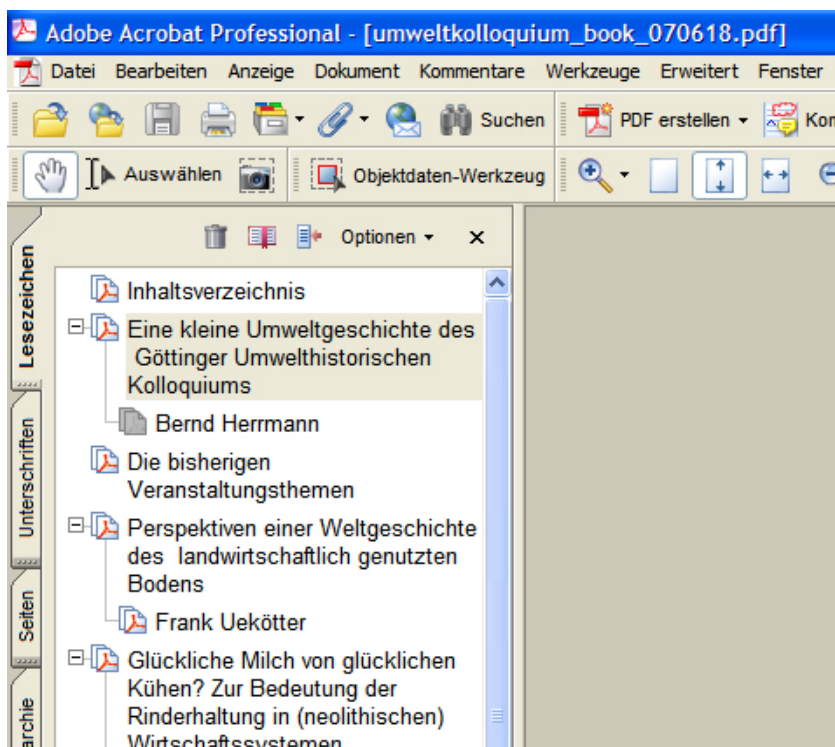 Adobe Acrobat Professional - [umweltkolloquium_book_070618.pdf]
Datei Bearbeiten Anzeige Dokument Kommentare Werkzeuge Erweitert Fenster
Suchen PDF erstellen
Auswählen Objektdaten-Werkzeug
Optionen
Lesezeichen
Unterschriften
Seiten
Inhaltsverzeichnis
Eine kleine Umweltgeschichte des
Göttinger Umwelthistorischen
Kolloquiums
Bernd Herrmann
Die bisherigen
Veranstaltungsthemen
Perspektiven einer Weltgeschichte
des landwirtschaftlich genutzten
Bodens
Frank Uekötter
Glückliche Milch von glücklichen
Kühen? Zur Bedeutung der
Rinderhaltung in (neolithischen)
Wirtschaftssystemen